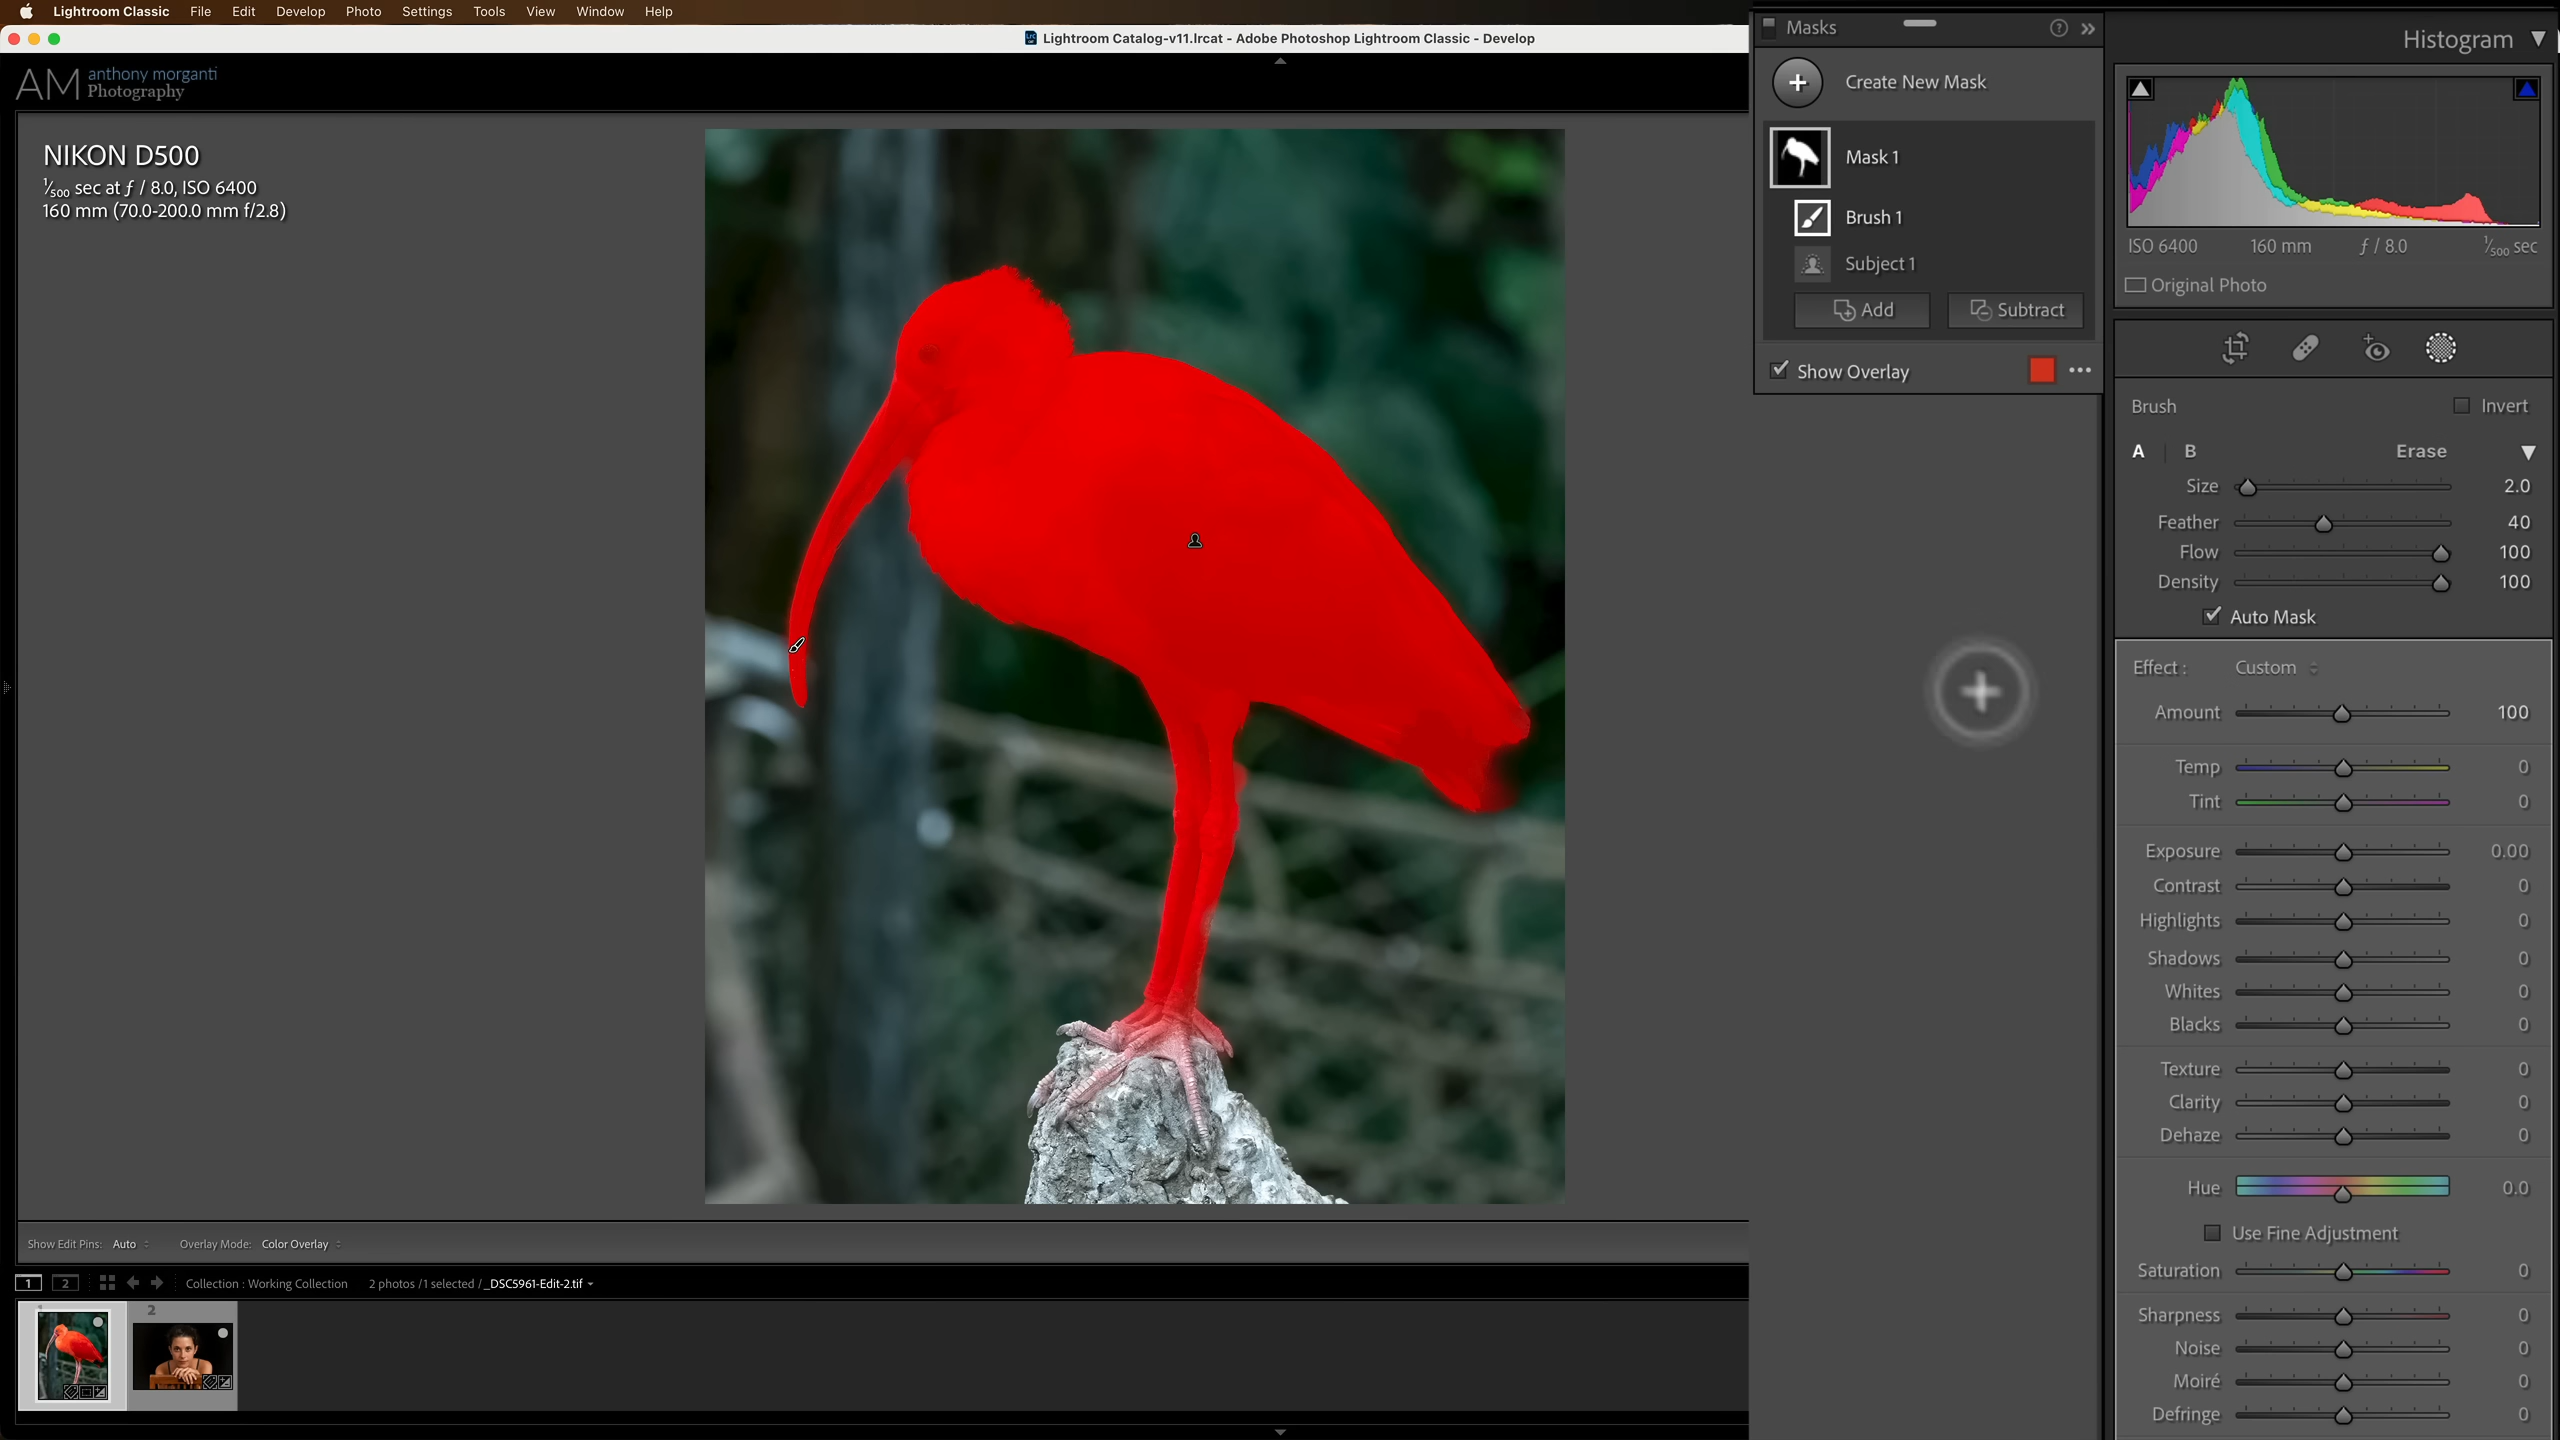 Lightroom Classic File Edit Develop Photo Settings Tools View Window Help
Lightroom Catalog-v11.lrcat - Adobe Photoshop Lightroom Classic - Develop
AM anthony morganti
Photography
NIKON D500
1/500 sec at ƒ / 8.0, ISO 6400
160 mm (70.0-200.0 mm f/2.8)
Masks
Create New Mask
Mask 1
Brush 1
Subject 1
Add Subtract
Show Overlay
Histogram
ISO 6400 160 mm ƒ / 8.0 1/500 sec
Original Photo
Brush Invert
A B Erase
Size 2.0
Feather 40
Flow 100
Density 100
Auto Mask
Effect : Custom
Amount 100
Temp 0
Tint 0
Exposure 0.00
Contrast 0
Highlights 0
Shadows 0
Whites 0
Blacks 0
Texture 0
Clarity 0
Dehaze 0
Hue 0.0
Use Fine Adjustment
Saturation 0
Sharpness 0
Noise 0
Moiré 0
Defringe 0
Show Edit Pins: Auto Overlay Mode: Color Overlay
1 2 Collection : Working Collection 2 photos /1 selected /_DSC5961-Edit-2.tif
1
2